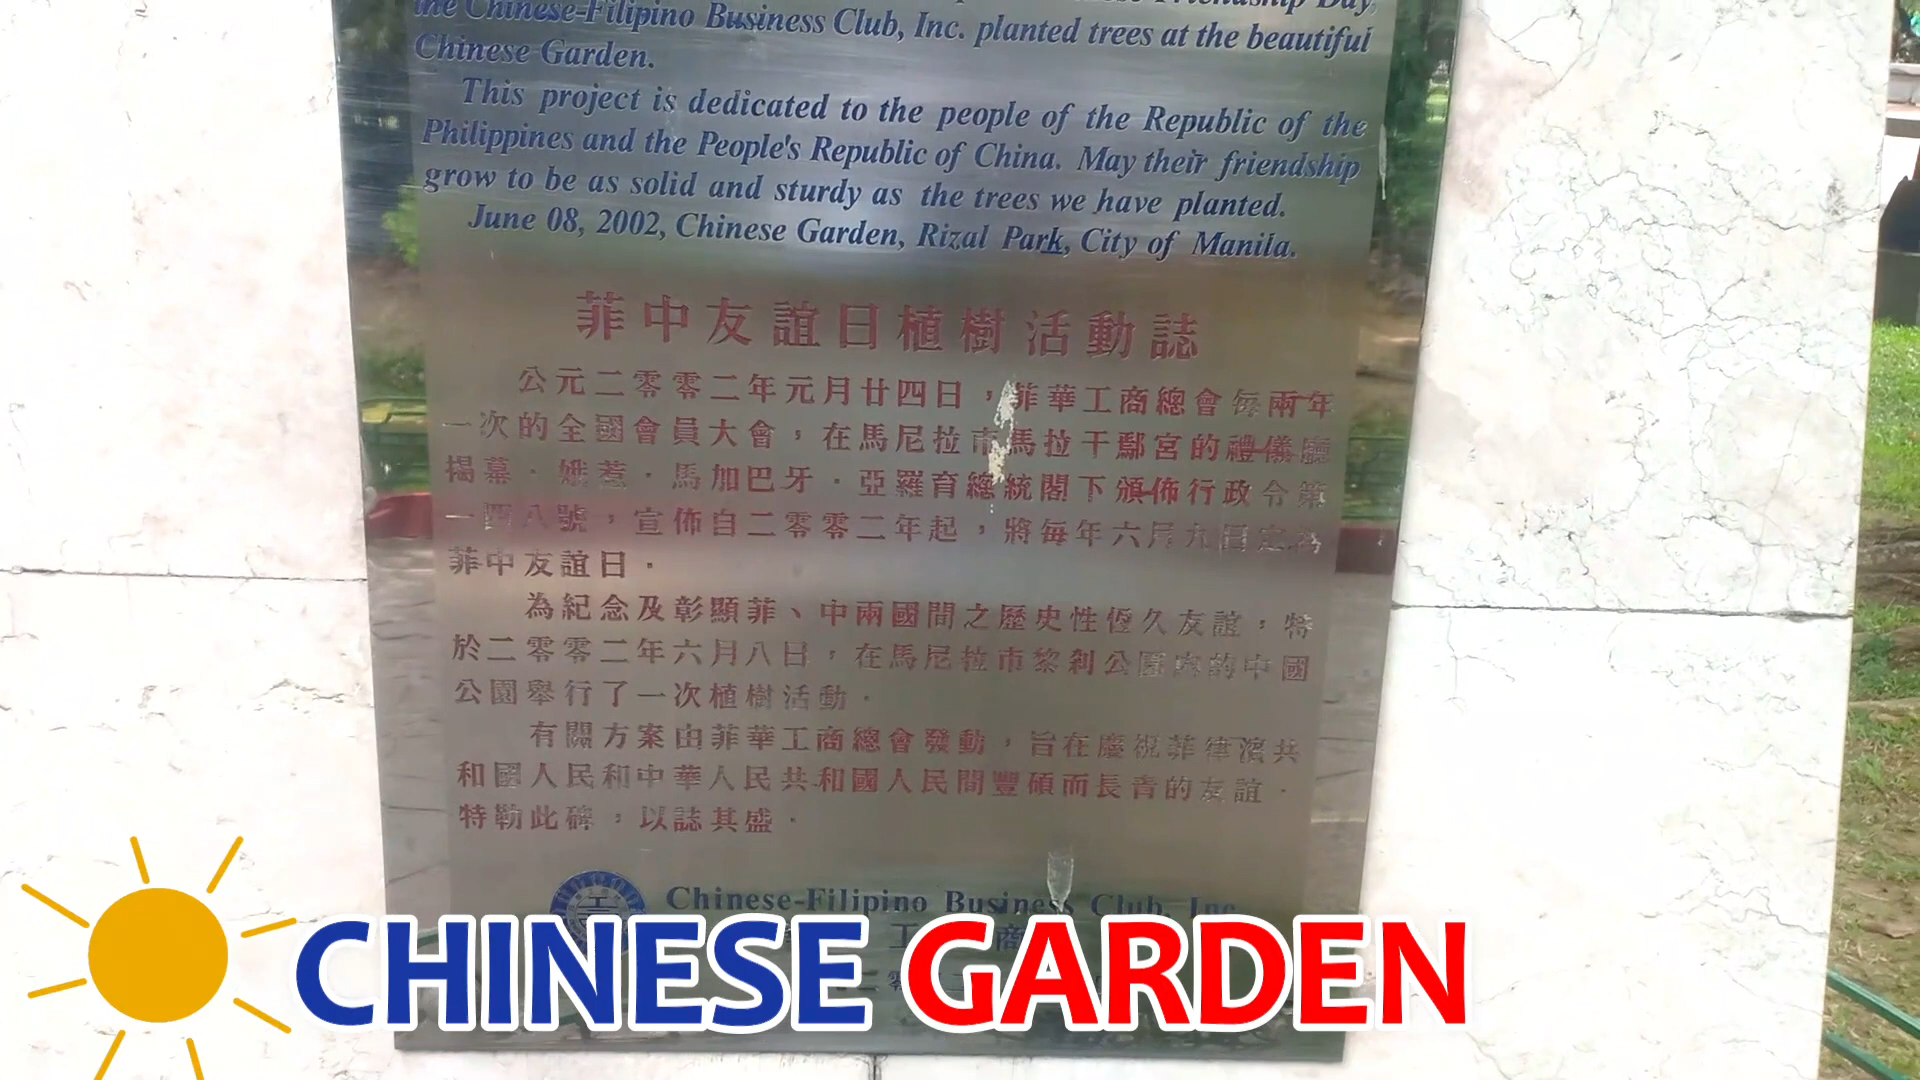 the Chinese-Filipino Business Club, Inc. planted trees at the beautiful
Chinese Garden.
This project is dedicated to the people of the Republic of the
Philippines and the People's Republic of China. May their friendship
grow to be as solid and sturdy as the trees we have planted.
June 08, 2002, Chinese Garden, Rizal Park, City of Manila.
菲中友誼日植樹活動誌
公元二零零二年元月廿四日，菲華工商總會每兩年
一次的全國會員大會，在馬尼拉市馬拉干鄢宮的禮儀廳
揭幕．娥惹．馬加巴牙．亞羅育總統閣下頒佈行政令第
一四八號，宣佈自二零零二年起，將每年六月九日定為
菲中友誼日．
為紀念及彰顯菲、中兩國間之歷史性恆久友誼，特
於二零零二年六月八日，在馬尼拉市黎刹公園內的中國
公園舉行了一次植樹活動．
有關方案由菲華工商總會發動，旨在慶祝菲律濱共
和國人民和中華人民共和國人民間豐碩而長青的友誼．
特勒此碑，以誌其盛．
Chinese-Filipino Business Club, Inc.
工 商
CHINESE GARDEN